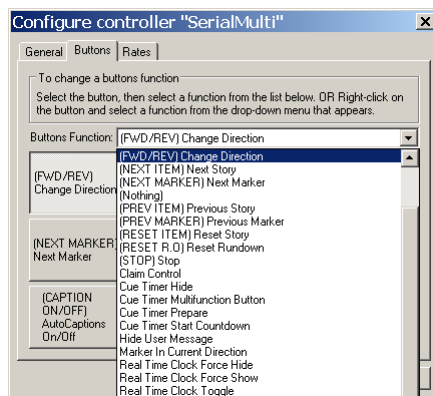 Configure controller "SerialMulti"
General Buttons Rates
To change a buttons function
Select the button, then select a function from the list below. OR Right-click on
the button and select a function from the drop-down menu that appears.
Buttons Function: (FWD/REV) Change Direction
(FWD/REV) Change Direction
(NEXT ITEM) Next Story
(NEXT MARKER) Next Marker
(Nothing)
(PREV ITEM) Previous Story
(PREV MARKER) Previous Marker
(RESET ITEM) Reset Story
(RESET R.O) Reset Rundown
(STOP) Stop
Claim Control
Cue Timer Hide
Cue Timer Multifunction Button
Cue Timer Prepare
Cue Timer Start Countdown
Hide User Message
Marker In Current Direction
Real Time Clock Force Hide
Real Time Clock Force Show
Real Time Clock Toggle
(FWD/REV)
Change Direction
(NEXT MARKER)
Next Marker
(CAPTION
ON/OFF)
AutoCaptions
On/Off